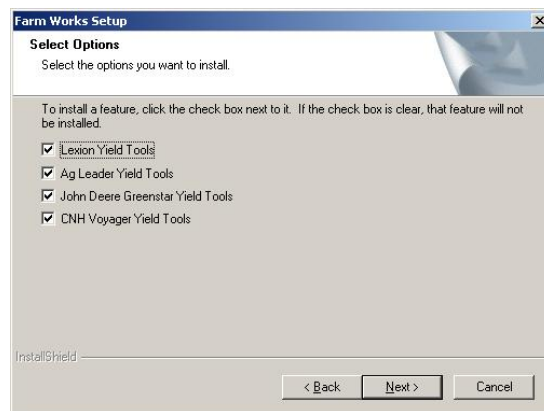 Farm Works Setup
Select Options
Select the options you want to install.
To install a feature, click the check box next to it. If the check box is clear, that feature will not
be installed.
Lexion Yield Tools
Ag Leader Yield Tools
John Deere Greenstar Yield Tools
CNH Voyager Yield Tools
InstallShield
< Back Next > Cancel